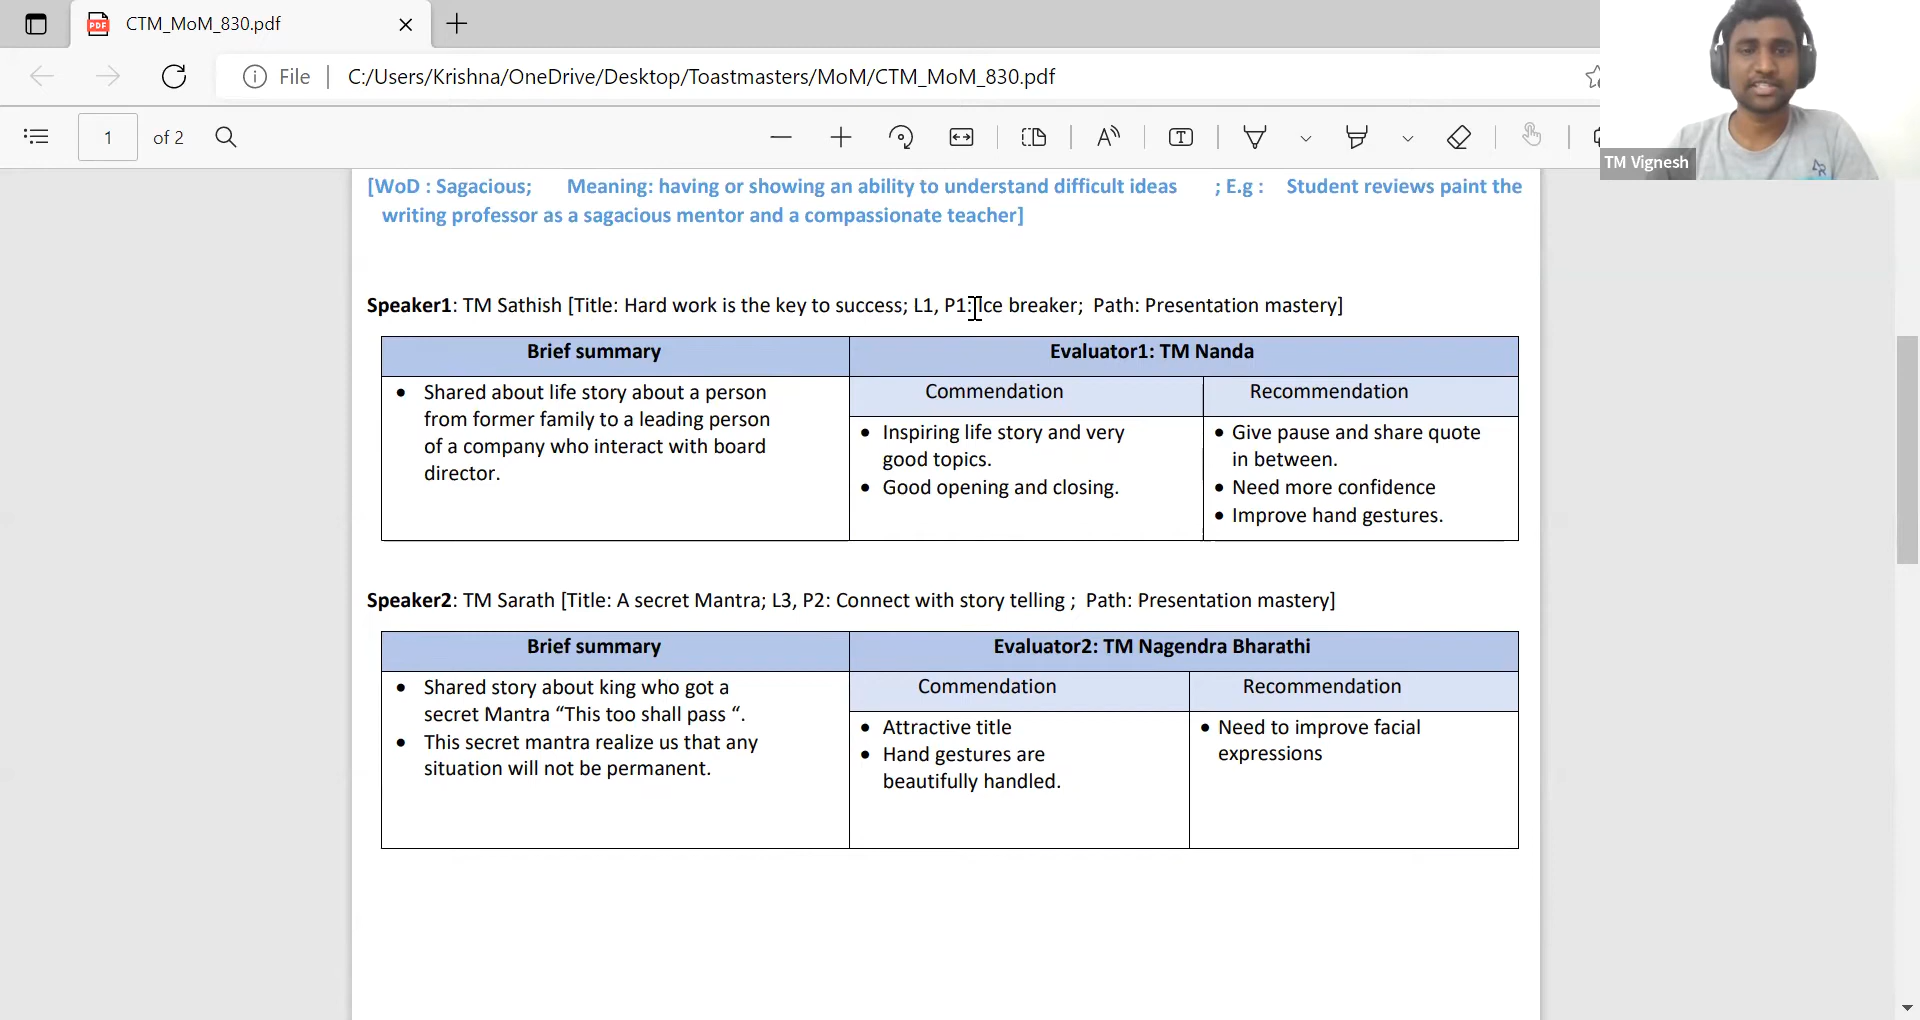 CTM_MoM_830.pdf
File
C:/Users/Krishna/OneDrive/Desktop/Toastmasters/MoM/CTM_MoM_830.pdf
1 of 2
TM Vignesh
[WoD : Sagacious; Meaning: having or showing an ability to understand difficult ideas ; E.g : Student reviews paint the
writing professor as a sagacious mentor and a compassionate teacher]
Speaker1: TM Sathish [Title: Hard work is the key to success; L1, P1: Ice breaker; Path: Presentation mastery]
Brief summary
Evaluator1: TM Nanda
Commendation
Recommendation
• Shared about life story about a person
from former family to a leading person
of a company who interact with board
director.
• Inspiring life story and very
good topics.
• Good opening and closing.
• Give pause and share quote
in between.
• Need more confidence
• Improve hand gestures.
Speaker2: TM Sarath [Title: A secret Mantra; L3, P2: Connect with story telling ; Path: Presentation mastery]
Brief summary
Evaluator2: TM Nagendra Bharathi
Commendation
Recommendation
• Shared story about king who got a
secret Mantra “This too shall pass “.
• This secret mantra realize us that any
situation will not be permanent.
• Attractive title
• Hand gestures are
beautifully handled.
• Need to improve facial
expressions